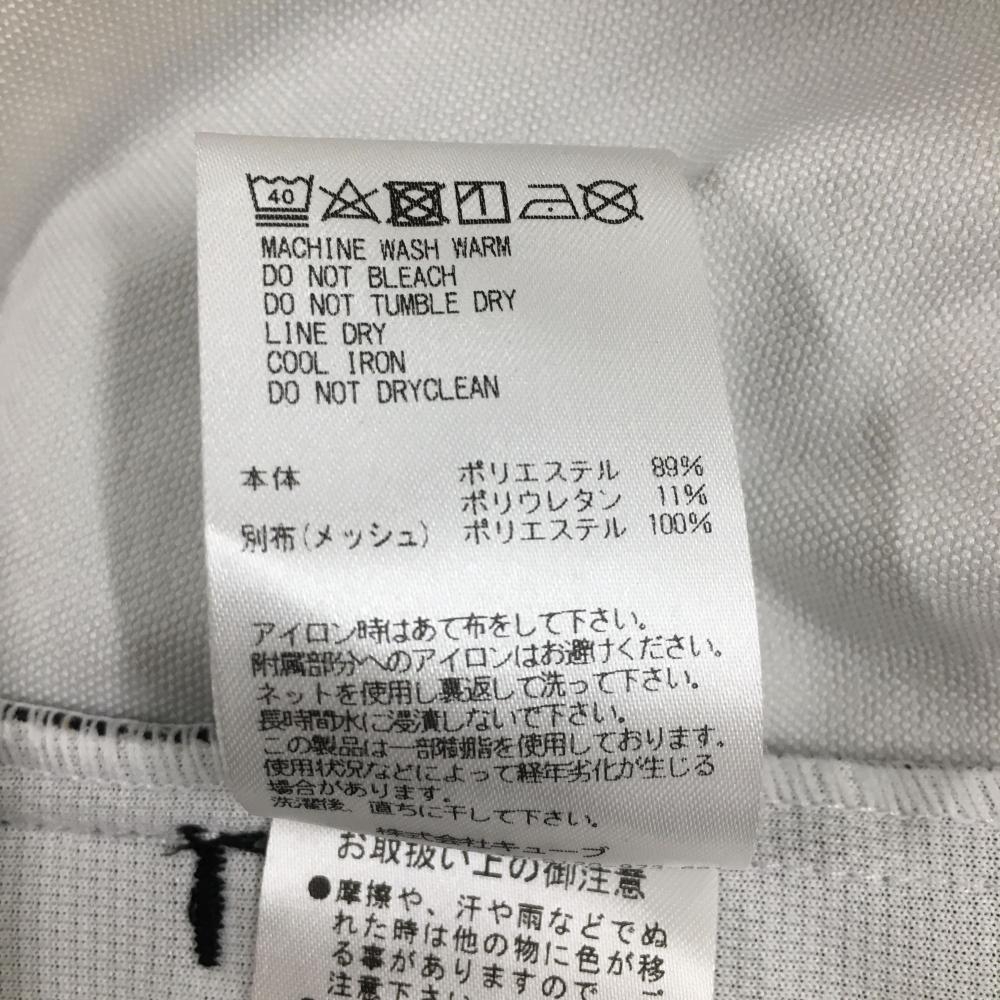 40
MACHINE WASH WARM
DO NOT BLEACH
DO NOT TUMBLE DRY
LINE DRY
COOL IRON
DO NOT DRYCLEAN
本体 ポリエステル 89%
ポリウレタン 11%
別布(メッシュ) ポリエステル 100%
アイロン時はあて布をして下さい。
附属部分へのアイロンはお避けください。
ネットを使用し裏返して洗って下さい。
長時間水に浸漬しないで下さい。
この製品は一部樹脂を使用しております。
使用状況などによって経年劣化が生じる
場合があります。
洗濯後、直ちに干して下さい。
株式会社キューブ
お取扱い上の御注意
●摩擦や、汗や雨などでぬ
れた時は他の物に色が移
る事がありますので、
注意下さい